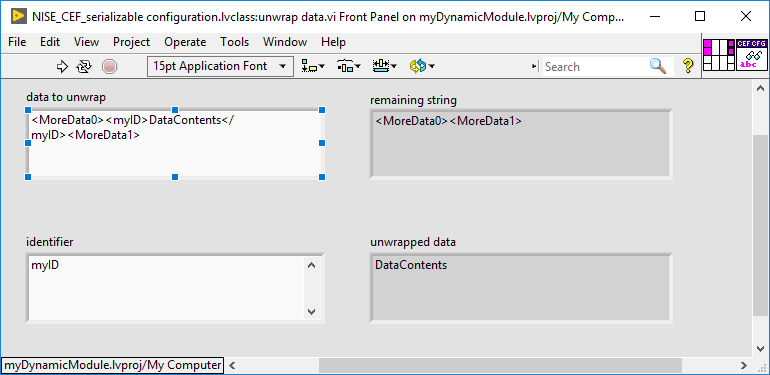 NISE_CEF_serializable configuration.lvclass:unwrap data.vi Front Panel on myDynamicModule.lvproj/My Compu...
File Edit View Project Operate Tools Window Help
15pt Application Font
Search
?
CEF CFG
abc
data to unwrap
<MoreData0><myID>DataContents</
myID><MoreData1>
remaining string
<MoreData0><MoreData1>
identifier
myID
unwrapped data
DataContents
myDynamicModule.lvproj/My Computer